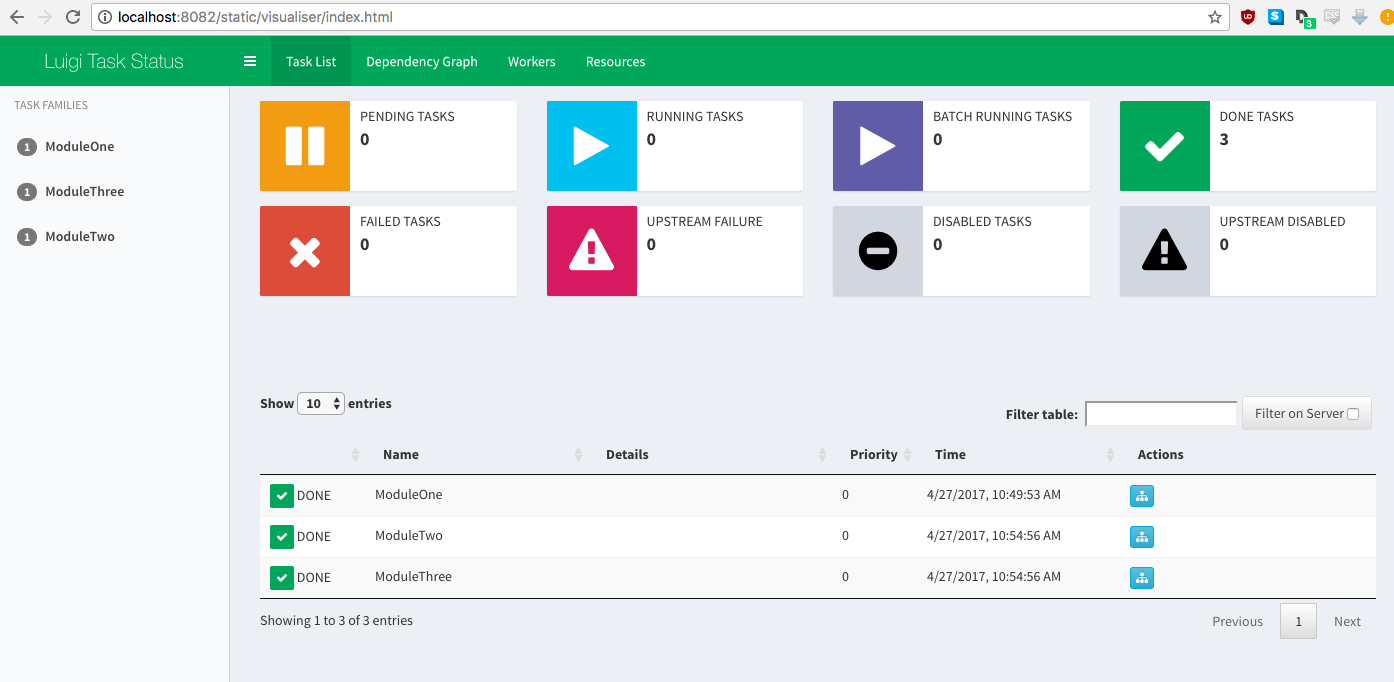 localhost:8082/static/visualiser/index.html
3
Luigi Task Status
Task List
Dependency Graph
Workers
Resources
TASK FAMILIES
1 ModuleOne
1 ModuleThree
1 ModuleTwo
PENDING TASKS
0
RUNNING TASKS
0
BATCH RUNNING TASKS
0
DONE TASKS
3
FAILED TASKS
0
UPSTREAM FAILURE
0
DISABLED TASKS
0
UPSTREAM DISABLED
0
Show 10 entries
Filter table:
Filter on Server
Name Details Priority Time Actions
DONE ModuleOne 0 4/27/2017, 10:49:53 AM
DONE ModuleTwo 0 4/27/2017, 10:54:56 AM
DONE ModuleThree 0 4/27/2017, 10:54:56 AM
Showing 1 to 3 of 3 entries
Previous 1 Next